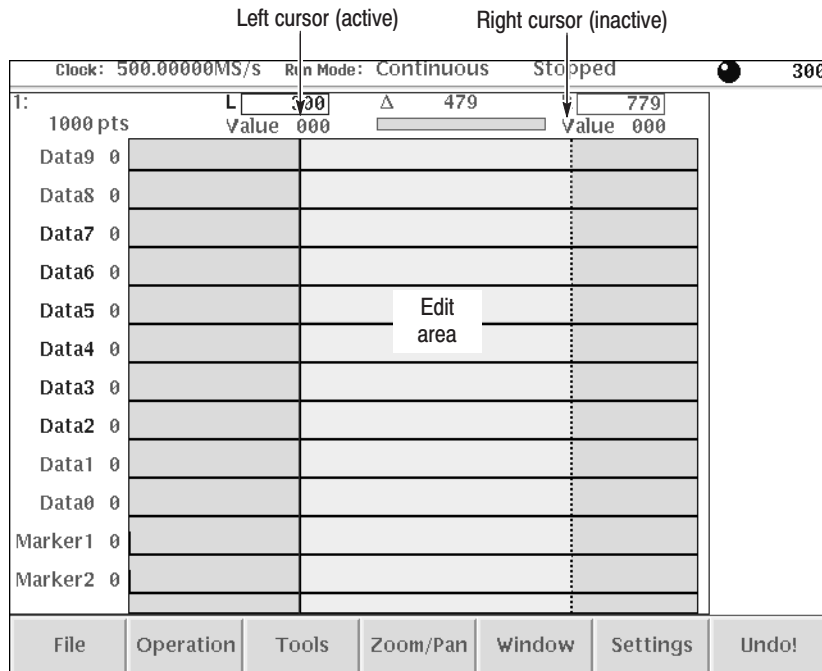 Left cursor (active) Right cursor (inactive)
Clock: 500.00000MS/s Run Mode: Continuous Stopped 300
1: L 300 Δ 479 779
1000 pts Value 000 Value 000
Data9 0
Data8 0
Data7 0
Data6 0
Data5 0
Edit
area
Data4 0
Data3 0
Data2 0
Data1 0
Data0 0
Marker1 0
Marker2 0
File Operation Tools Zoom/Pan Window Settings Undo!